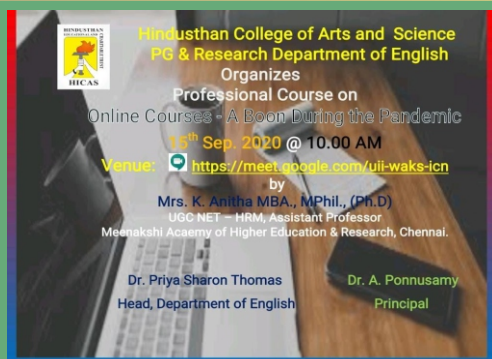 HINDUSTHAN
HICAS
Hindusthan College of Arts and Science
PG & Research Department of English
Organizes
Professional Course on
Online Courses - A Boon During the Pandemic
15th Sep. 2020 @ 10.00 AM
Venue: https://meet.google.com/uii-waks-icn
by
Mrs. K. Anitha MBA., MPhil., (Ph.D)
UGC NET – HRM, Assistant Professor
Meenakshi Acaemy of Higher Education & Research, Chennai.
Dr. Priya Sharon Thomas
Head, Department of English
Dr. A. Ponnusamy
Principal